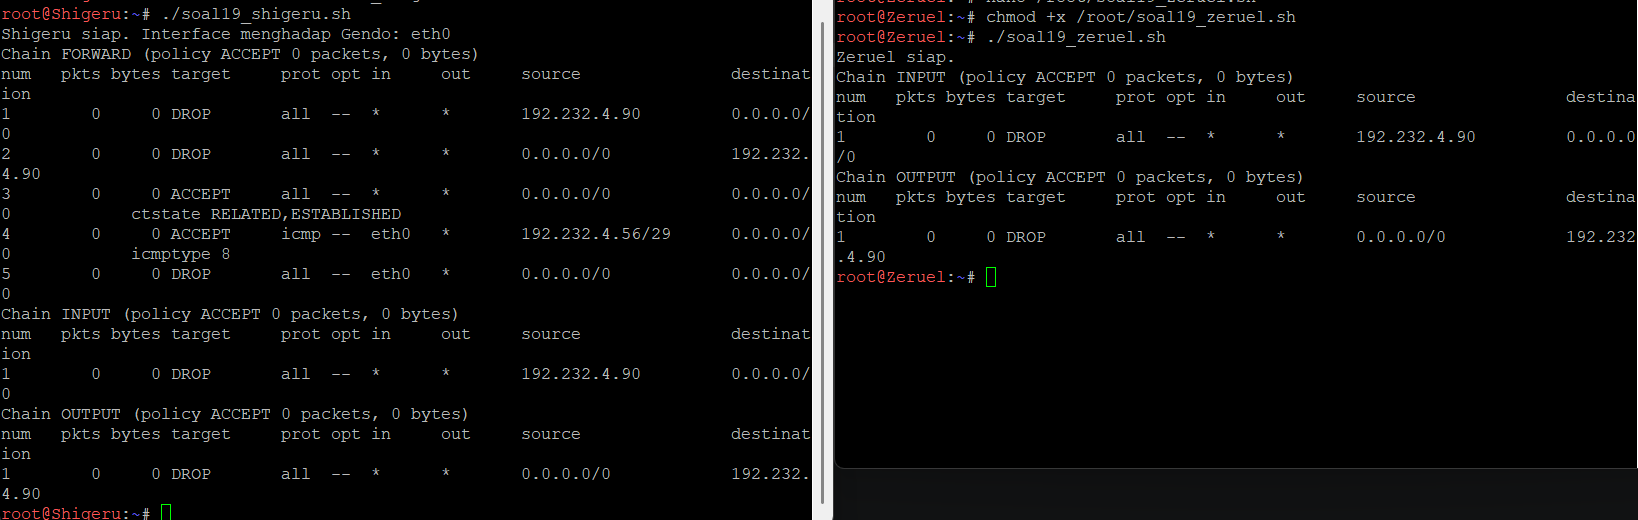 root@Shigeru:~# ./soal19_shigeru.sh
Shigeru siap. Interface menghadap Gendo: eth0
Chain FORWARD (policy ACCEPT 0 packets, 0 bytes)
num   pkts bytes target     prot opt in     out     source               destinat
ion
1      0     0 DROP       all  --  *      *       192.232.4.90         0.0.0.0/
0
2      0     0 DROP       all  --  *      *       0.0.0.0/0            192.232.
4.90
3      0     0 ACCEPT     all  --  *      *       0.0.0.0/0            0.0.0.0/
0            ctstate RELATED,ESTABLISHED
4      0     0 ACCEPT     icmp --  eth0   *       192.232.4.56/29      0.0.0.0/
0            icmptype 8
5      0     0 DROP       all  --  eth0   *       0.0.0.0/0            0.0.0.0/
0
Chain INPUT (policy ACCEPT 0 packets, 0 bytes)
num   pkts bytes target     prot opt in     out     source               destinat
ion
1      0     0 DROP       all  --  *      *       192.232.4.90         0.0.0.0/
0
Chain OUTPUT (policy ACCEPT 0 packets, 0 bytes)
num   pkts bytes target     prot opt in     out     source               destinat
ion
1      0     0 DROP       all  --  *      *       0.0.0.0/0            192.232.
4.90
root@Shigeru:~#
root@Zeruel:~# chmod +x /root/soal19_zeruel.sh
root@Zeruel:~# ./soal19_zeruel.sh
Zeruel siap.
Chain INPUT (policy ACCEPT 0 packets, 0 bytes)
num   pkts bytes target     prot opt in     out     source               destina
tion
1      0     0 DROP       all  --  *      *       192.232.4.90         0.0.0.0
/0
Chain OUTPUT (policy ACCEPT 0 packets, 0 bytes)
num   pkts bytes target     prot opt in     out     source               destina
tion
1      0     0 DROP       all  --  *      *       0.0.0.0/0            192.232
.4.90
root@Zeruel:~#